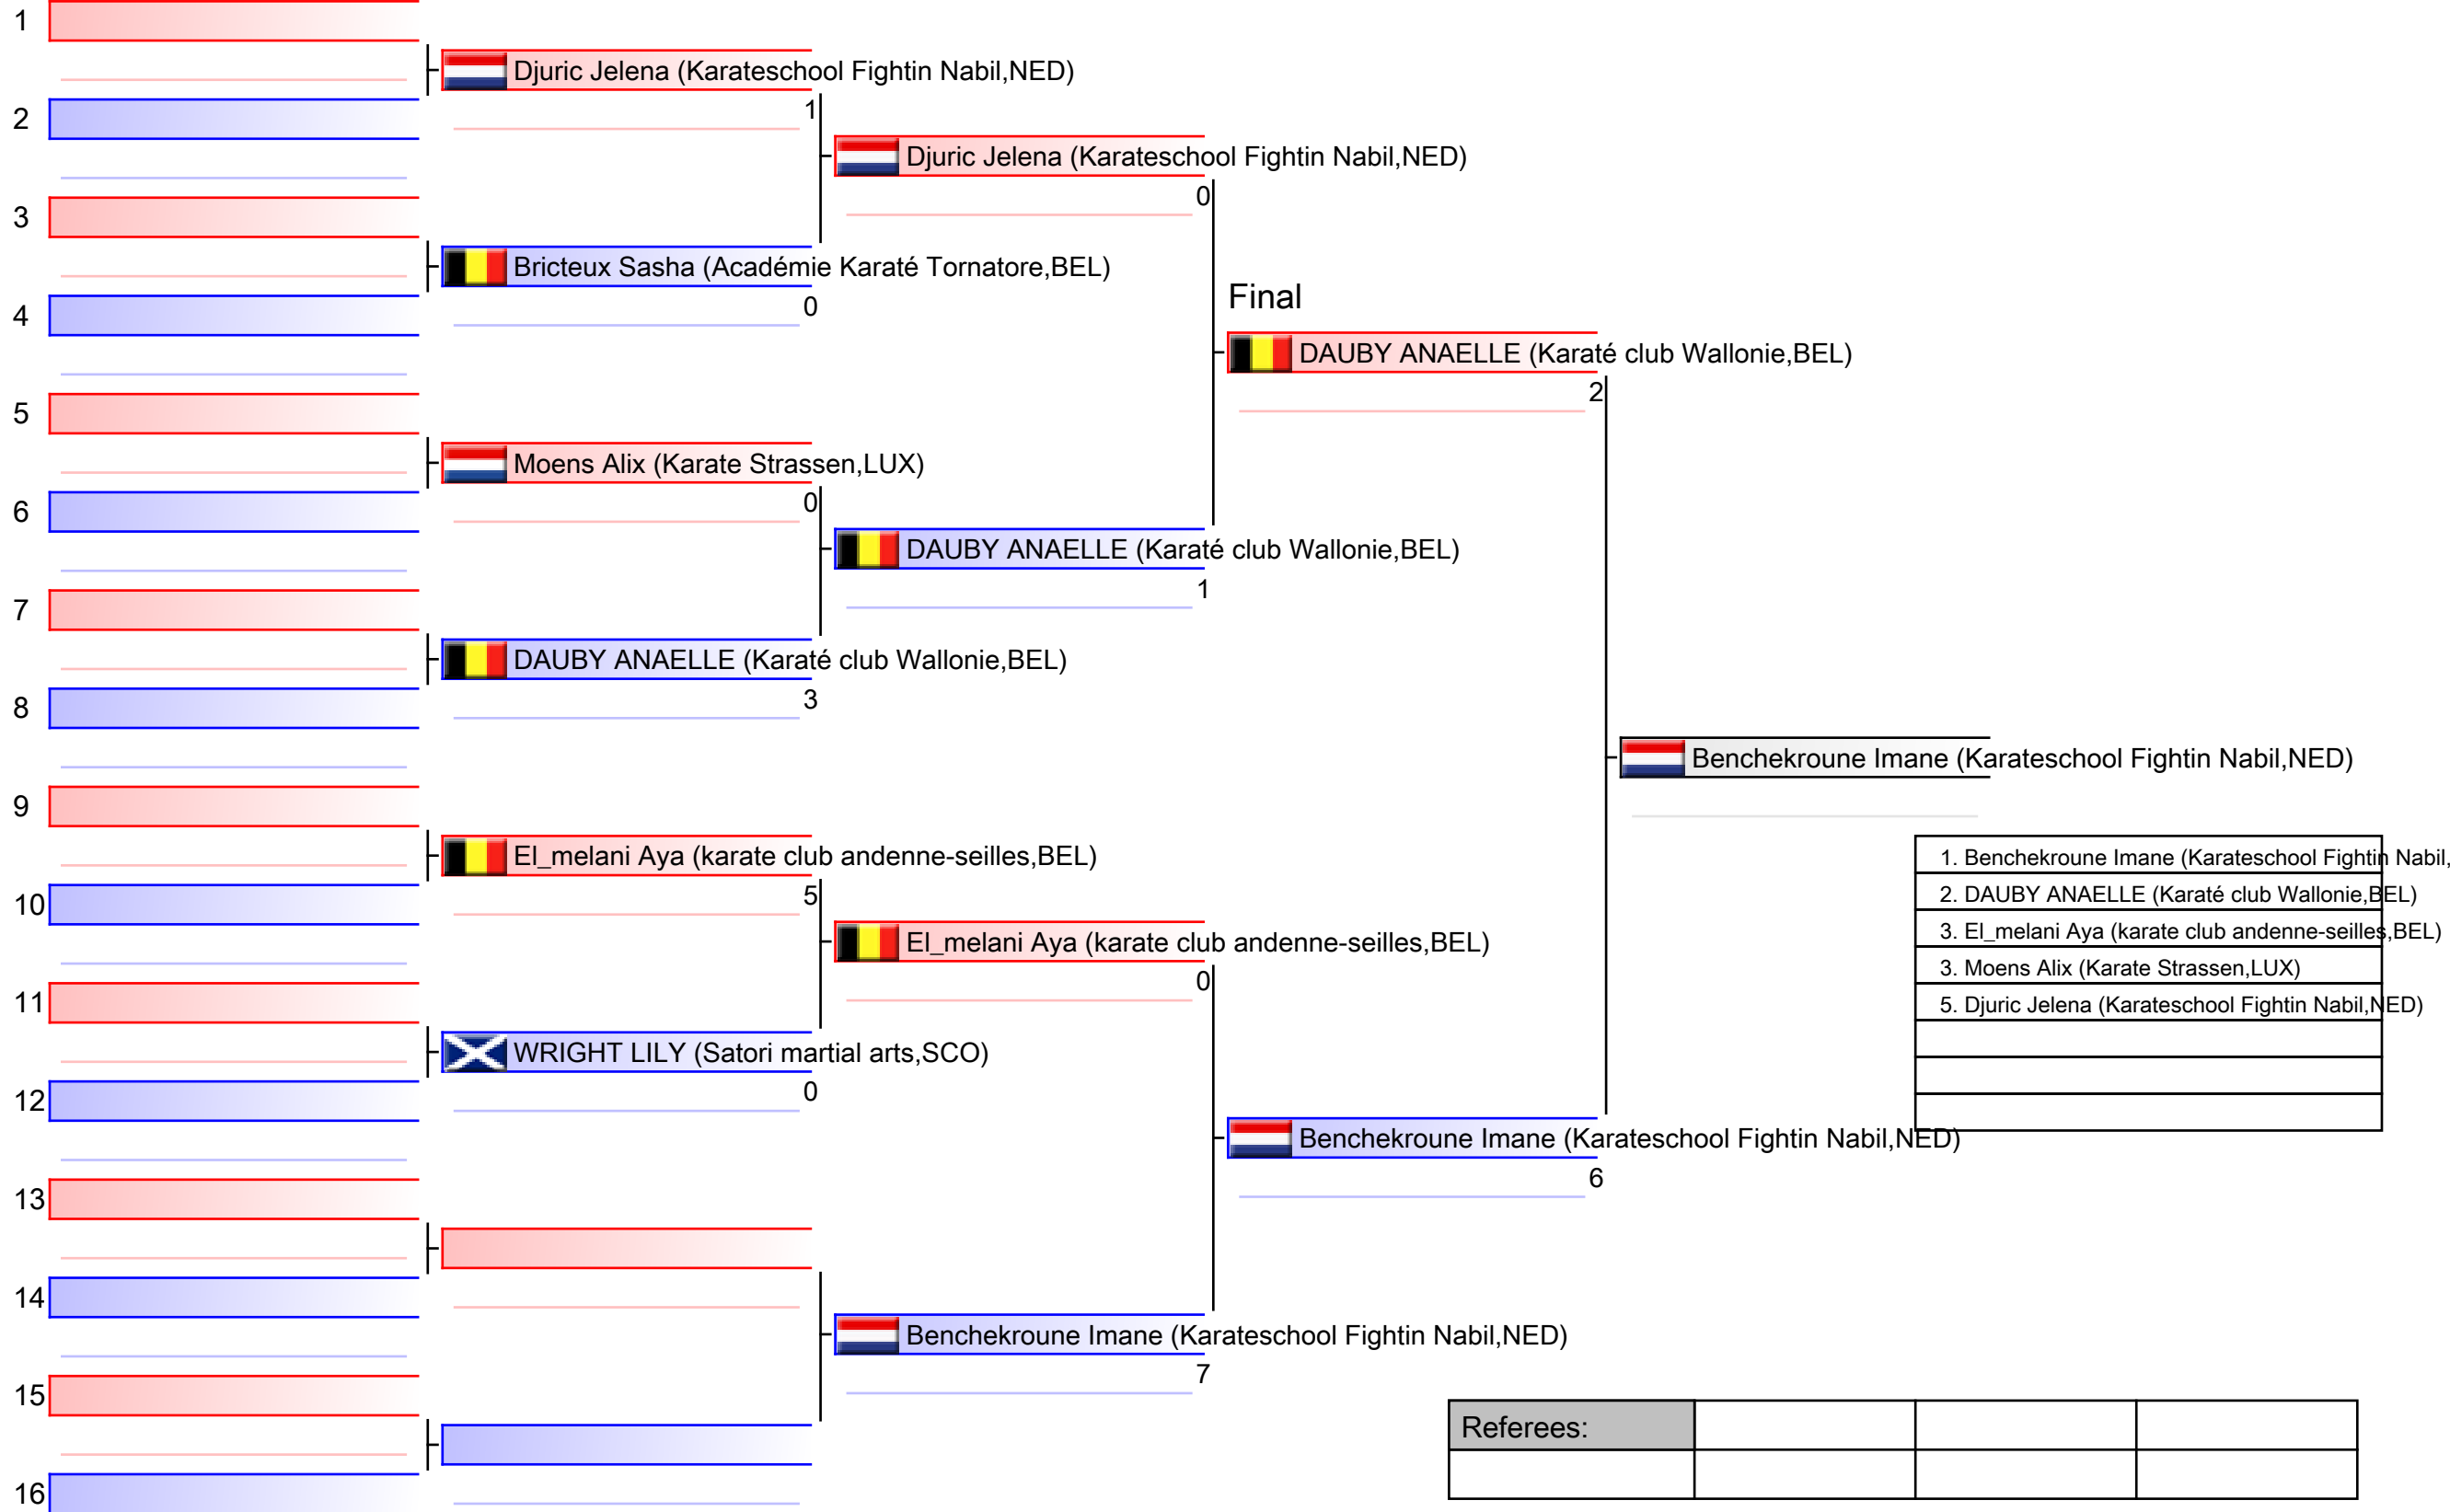 1
Djuric Jelena (Karateschool Fightin Nabil,NED)
1
2
Djuric Jelena (Karateschool Fightin Nabil,NED)
0
3
Bricteux Sasha (Académie Karaté Tornatore,BEL)
0
4
Final
DAUBY ANAELLE (Karaté club Wallonie,BEL)
2
5
Moens Alix (Karate Strassen,LUX)
0
6
DAUBY ANAELLE (Karaté club Wallonie,BEL)
1
7
DAUBY ANAELLE (Karaté club Wallonie,BEL)
3
8
Benchekroune Imane (Karateschool Fightin Nabil,NED)
9
El_melani Aya (karate club andenne-seilles,BEL)
5
10
El_melani Aya (karate club andenne-seilles,BEL)
0
1. Benchekroune Imane (Karateschool Fightin Nabil,
2. DAUBY ANAELLE (Karaté club Wallonie,BEL)
3. El_melani Aya (karate club andenne-seilles,BEL)
3. Moens Alix (Karate Strassen,LUX)
5. Djuric Jelena (Karateschool Fightin Nabil,NED)
11
WRIGHT LILY (Satori martial arts,SCO)
0
12
Benchekroune Imane (Karateschool Fightin Nabil,NED)
6
13
14
Benchekroune Imane (Karateschool Fightin Nabil,NED)
7
15
Referees:
16